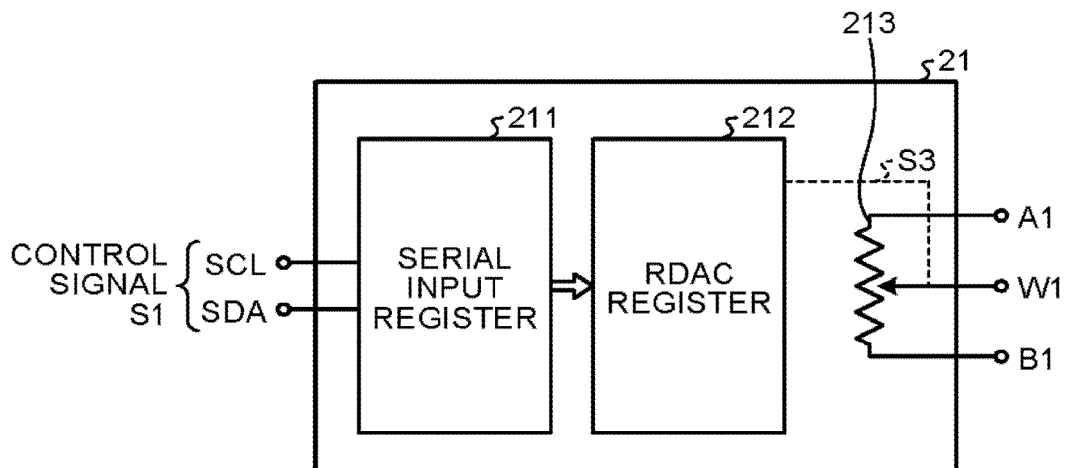 213
21
211
212
S3
A1
CONTROL
SIGNAL
S1
SCL
SDA
SERIAL
INPUT
REGISTER
RDAC
REGISTER
W1
B1